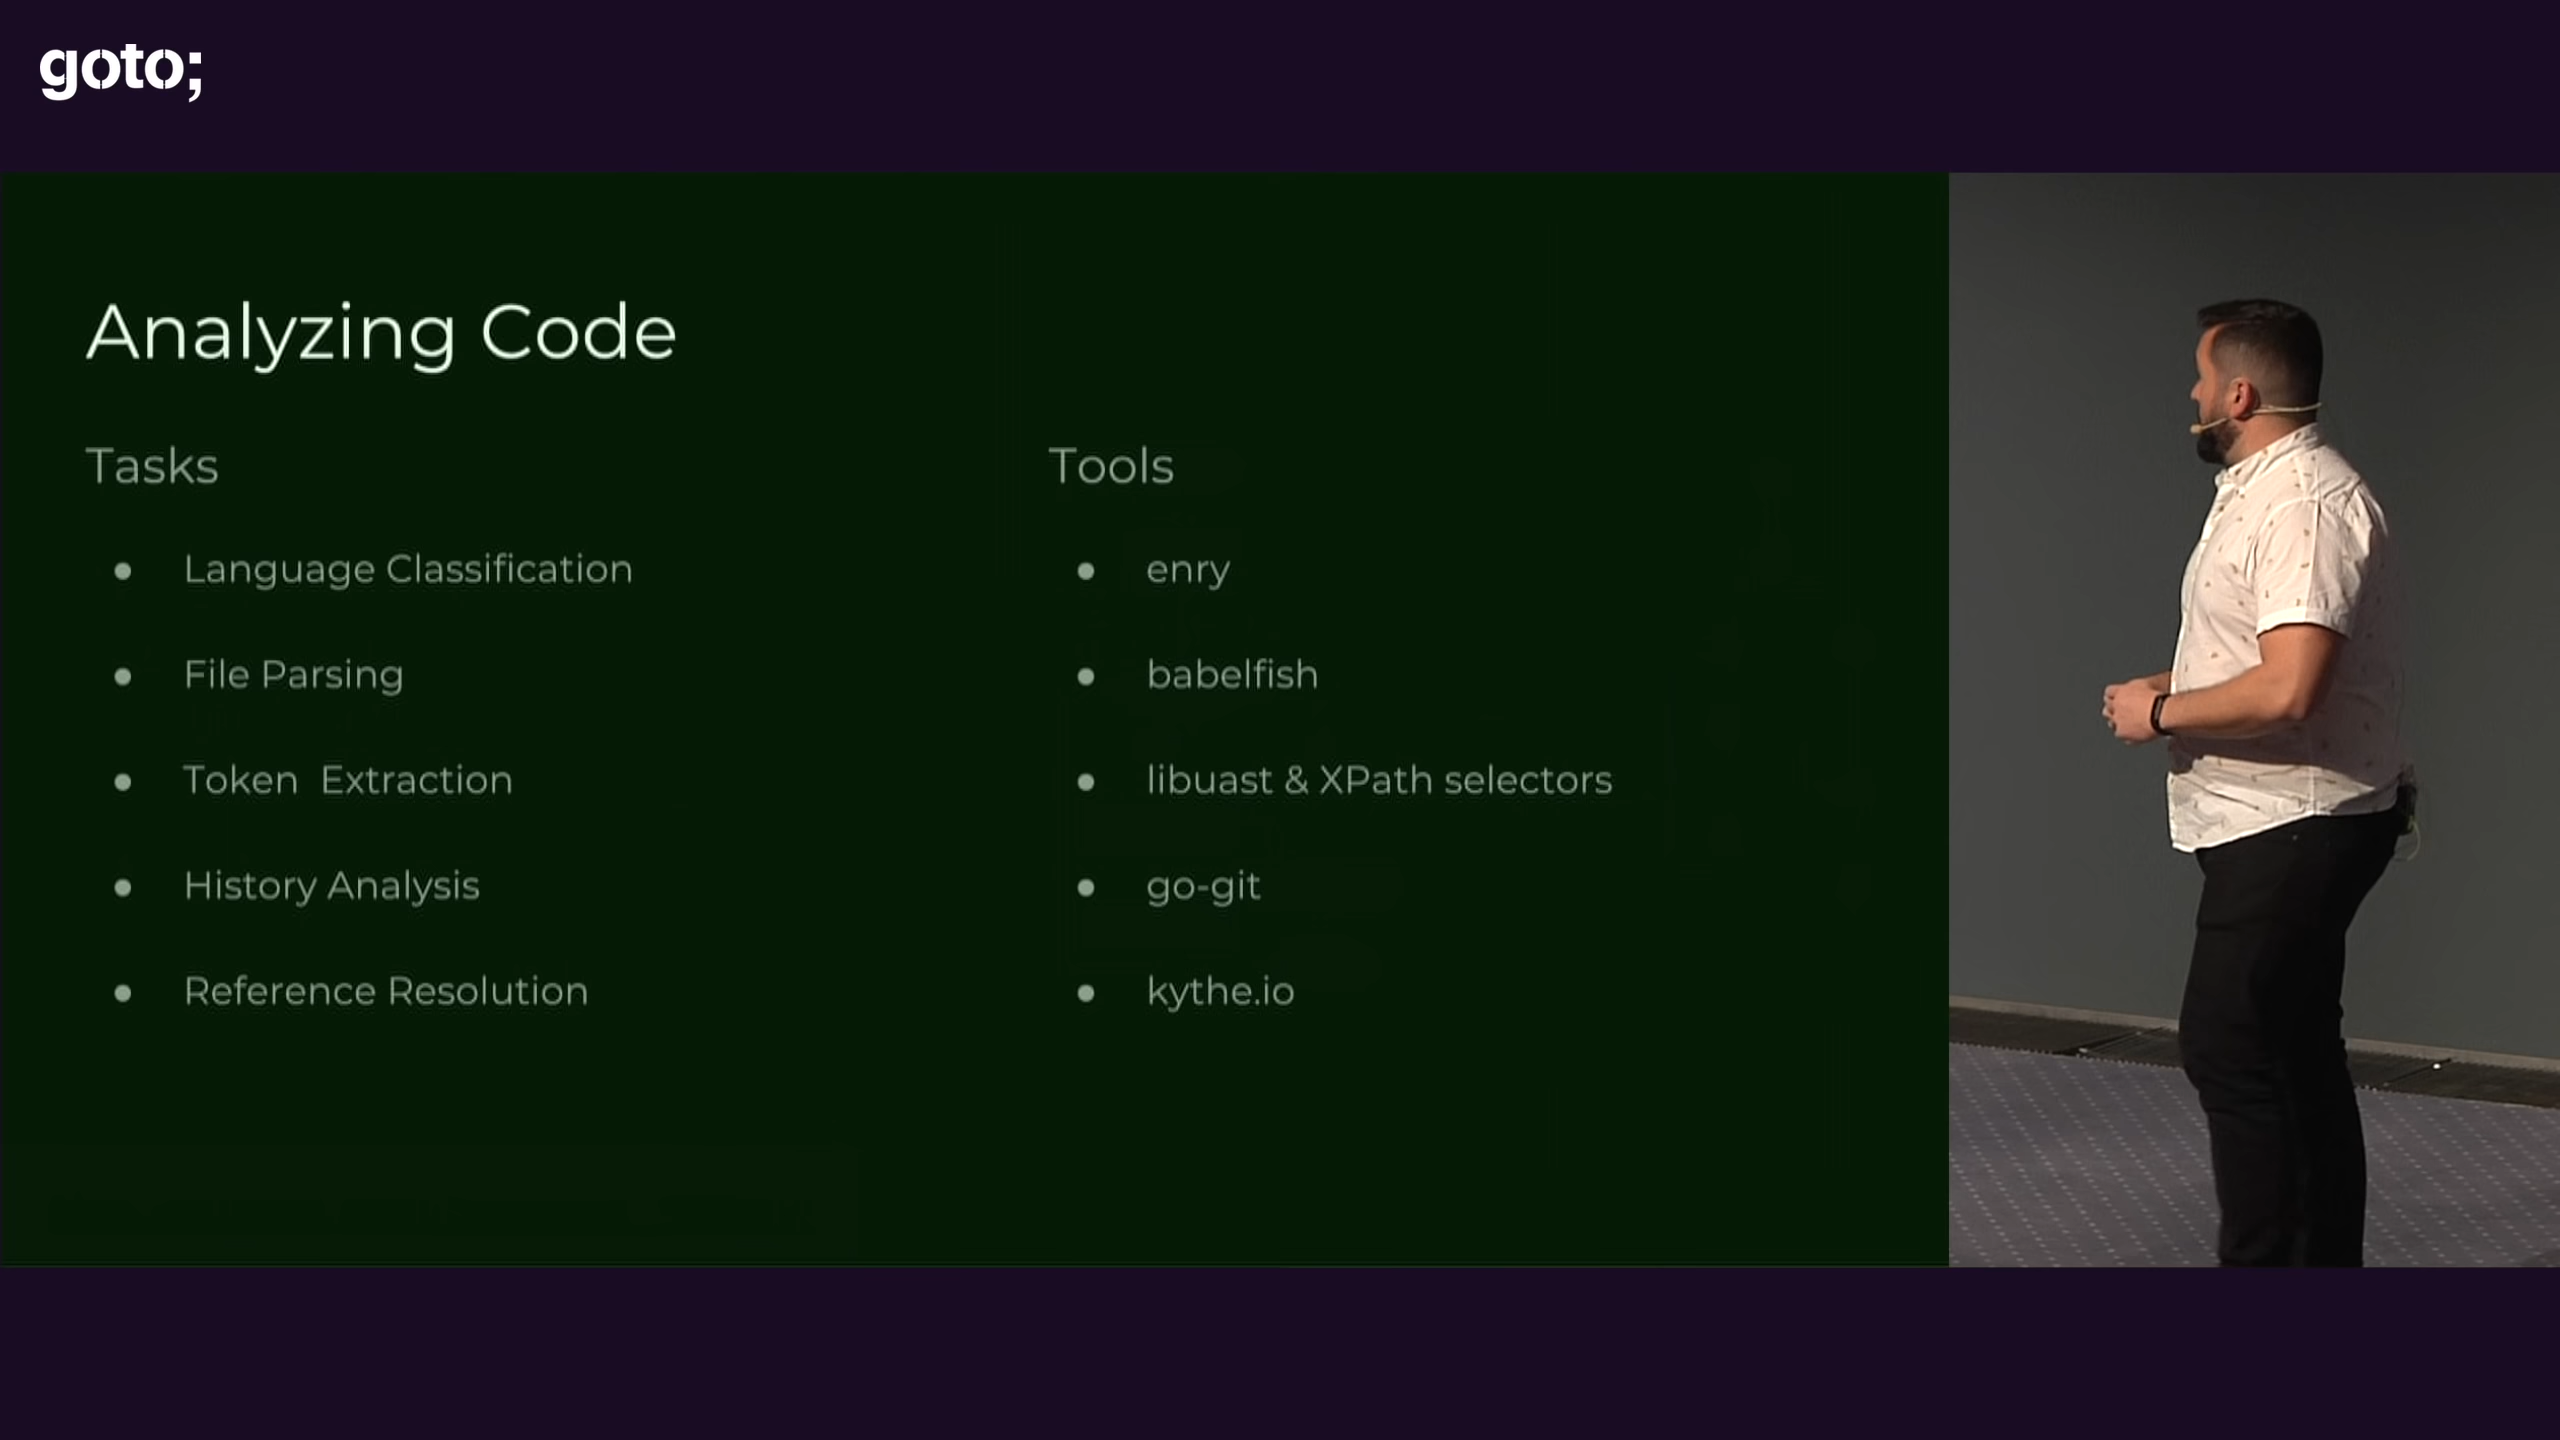 goto;
Analyzing Code
Tasks
Language Classification
File Parsing
Token  Extraction
History Analysis
Reference Resolution
Tools
enry
babelfish
libuast & XPath selectors
go-git
kythe.io